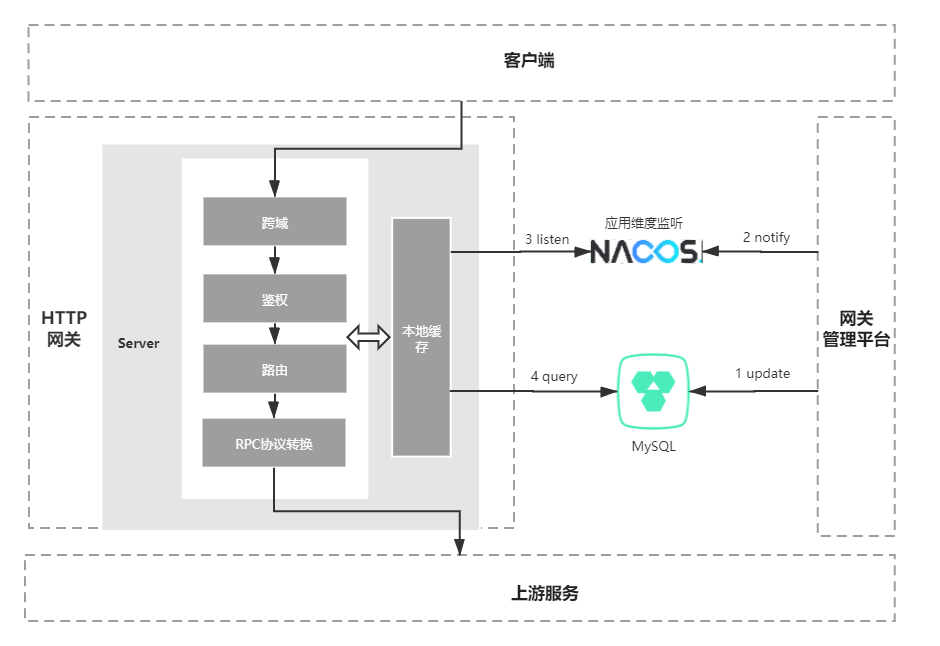 客户端
跨域
鉴权
路由
RPC协议转换
HTTP
网关
Server
本地缓
存
3 listen
应用维度监听
NACOS.
2 notify
4 query
1 update
MySQL
网关
管理平台
上游服务